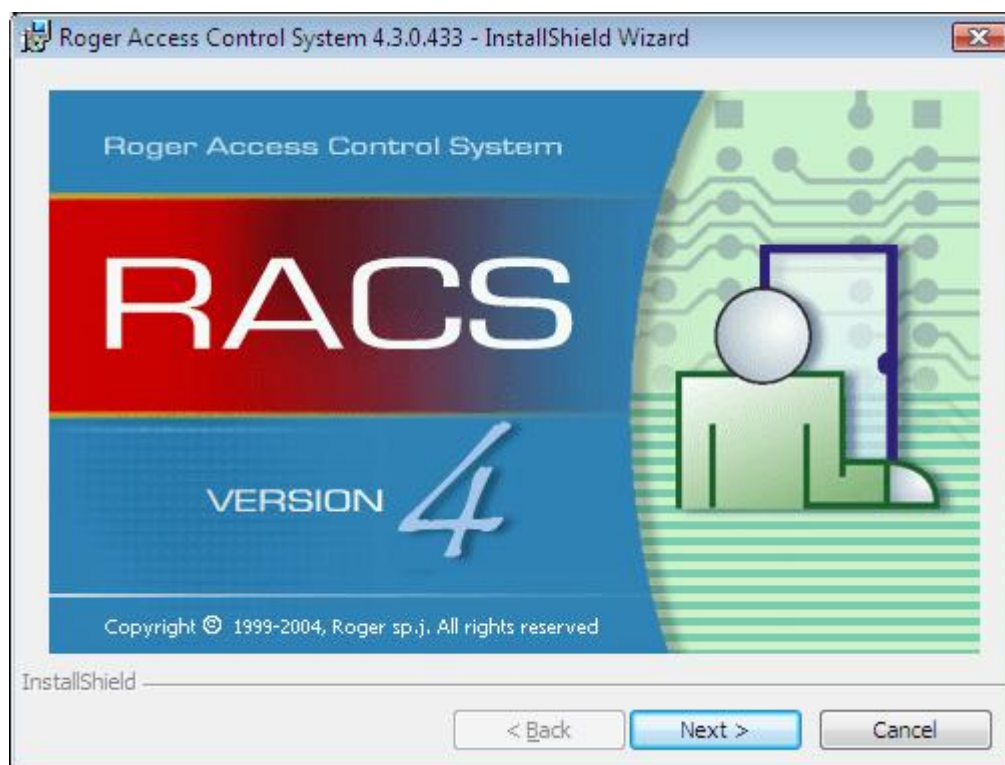 Roger Access Control System 4.3.0.433 - InstallShield Wizard
Roger Access Control System
RACS
VERSION 4
Copyright © 1999-2004, Roger sp.j. All rights reserved
InstallShield
< Back
Next >
Cancel